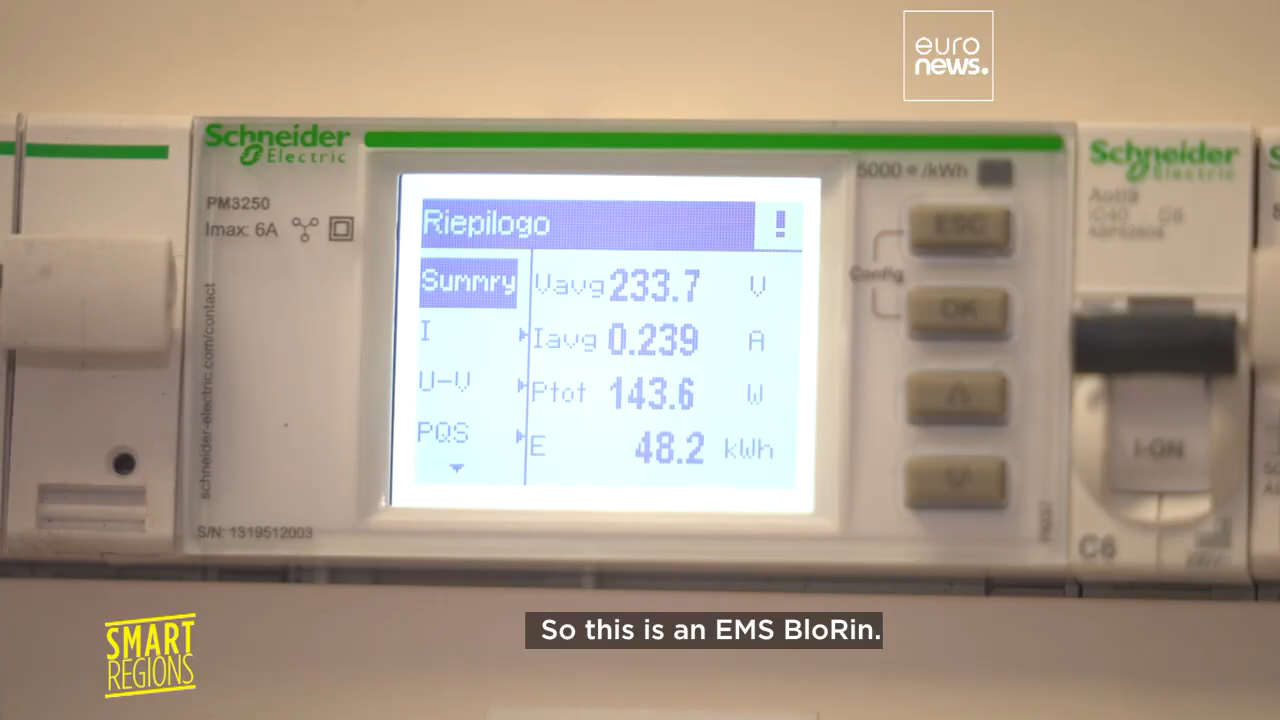 euro
news.
Schneider
Electric
PM3250
Imax: 6A
schneider-electric.com/contact
S/N: 1319512003
Riepilogo
!
Summry
Vavg 233.7 V
I
Iavg 0.239 A
U-V
Ptot 143.6 W
PQS
E 48.2 kWh
5000 /kWh
ESC
Config
OK
Schneider
Electric
I-ON
C6
So this is an EMS BloRin.
SMART
REGIONS